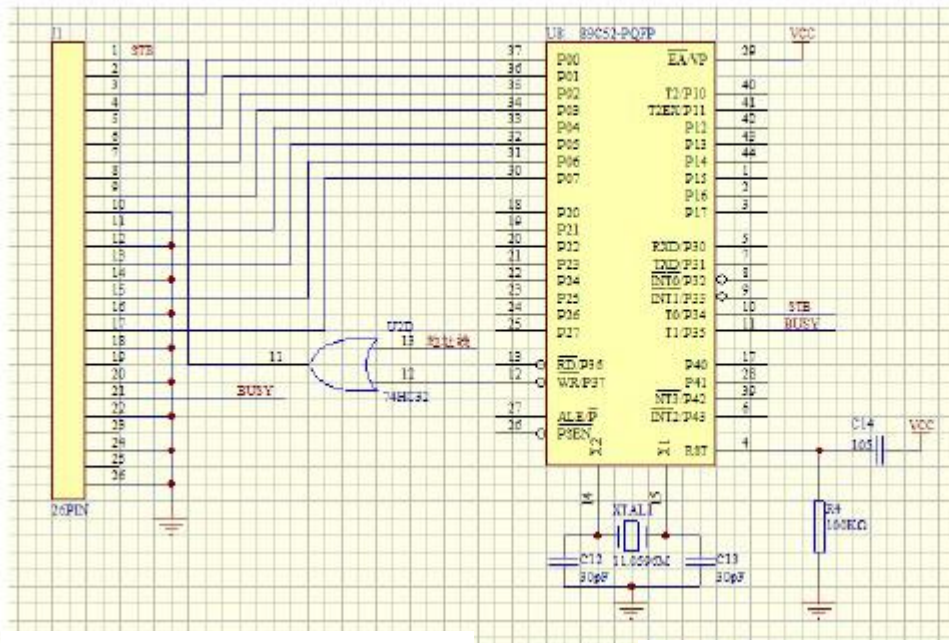 J1
1 STB
2
3
4
5
6
7
8
9
10
11
12
13
14
15
16
17
18
19
20
21
22
23
24
25
26
26PIN
BUSY
11
U?D
13 地址线
12
74HC32
U8 89C52-PQFP
37 P00
36 P01
35 P02
34 P03
33 P04
32 P05
31 P06
30 P07
18 P20
19 P21
20 P22
21 P23
22 P24
23 P25
24 P26
25 P27
13 RD/P36
12 WR/P37
27 ALE/P
26 PSEN
EA/VP 29 VCC
T2/P10 40
T2EX/P11 41
P12 42
P13 43
P14 44
P15 1
P16 2
P17 3
RXD/P30 5
TXD/P31 7
INT0/P32 8
INT1/P33 9
T0/P34 10 STB
T1/P35 11 BUSY
P40 17
P41 28
NT3/P42 39
INT2/P43 6
RST 4
X2
X1
14
15
XTAL1
11.0596M
C12
30pF
C13
30pF
C14
105
VCC
R4
100KΩ